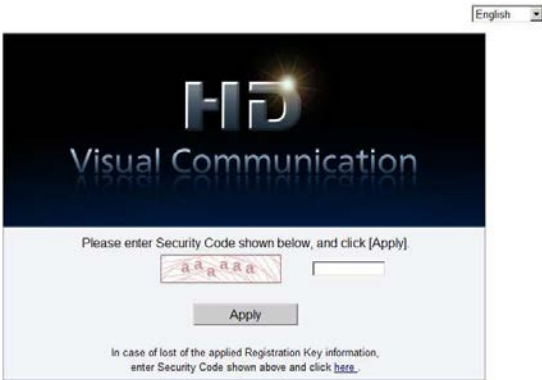 English
HD
Visual Communication
Please enter Security Code shown below, and click [Apply].
aaaaaa
Apply
In case of lost of the applied Registration Key information,
enter Security Code shown above and click here .